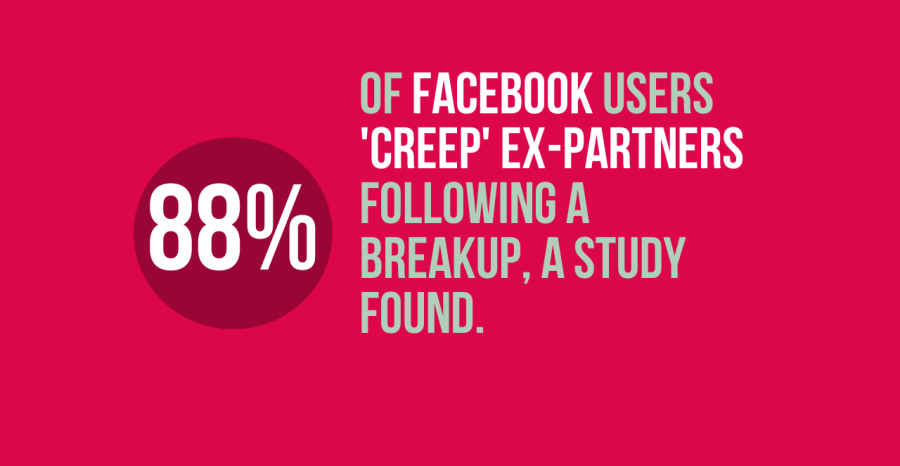 88%
OF FACEBOOK USERS
'CREEP' EX-PARTNERS
FOLLOWING A
BREAKUP, A STUDY
FOUND.